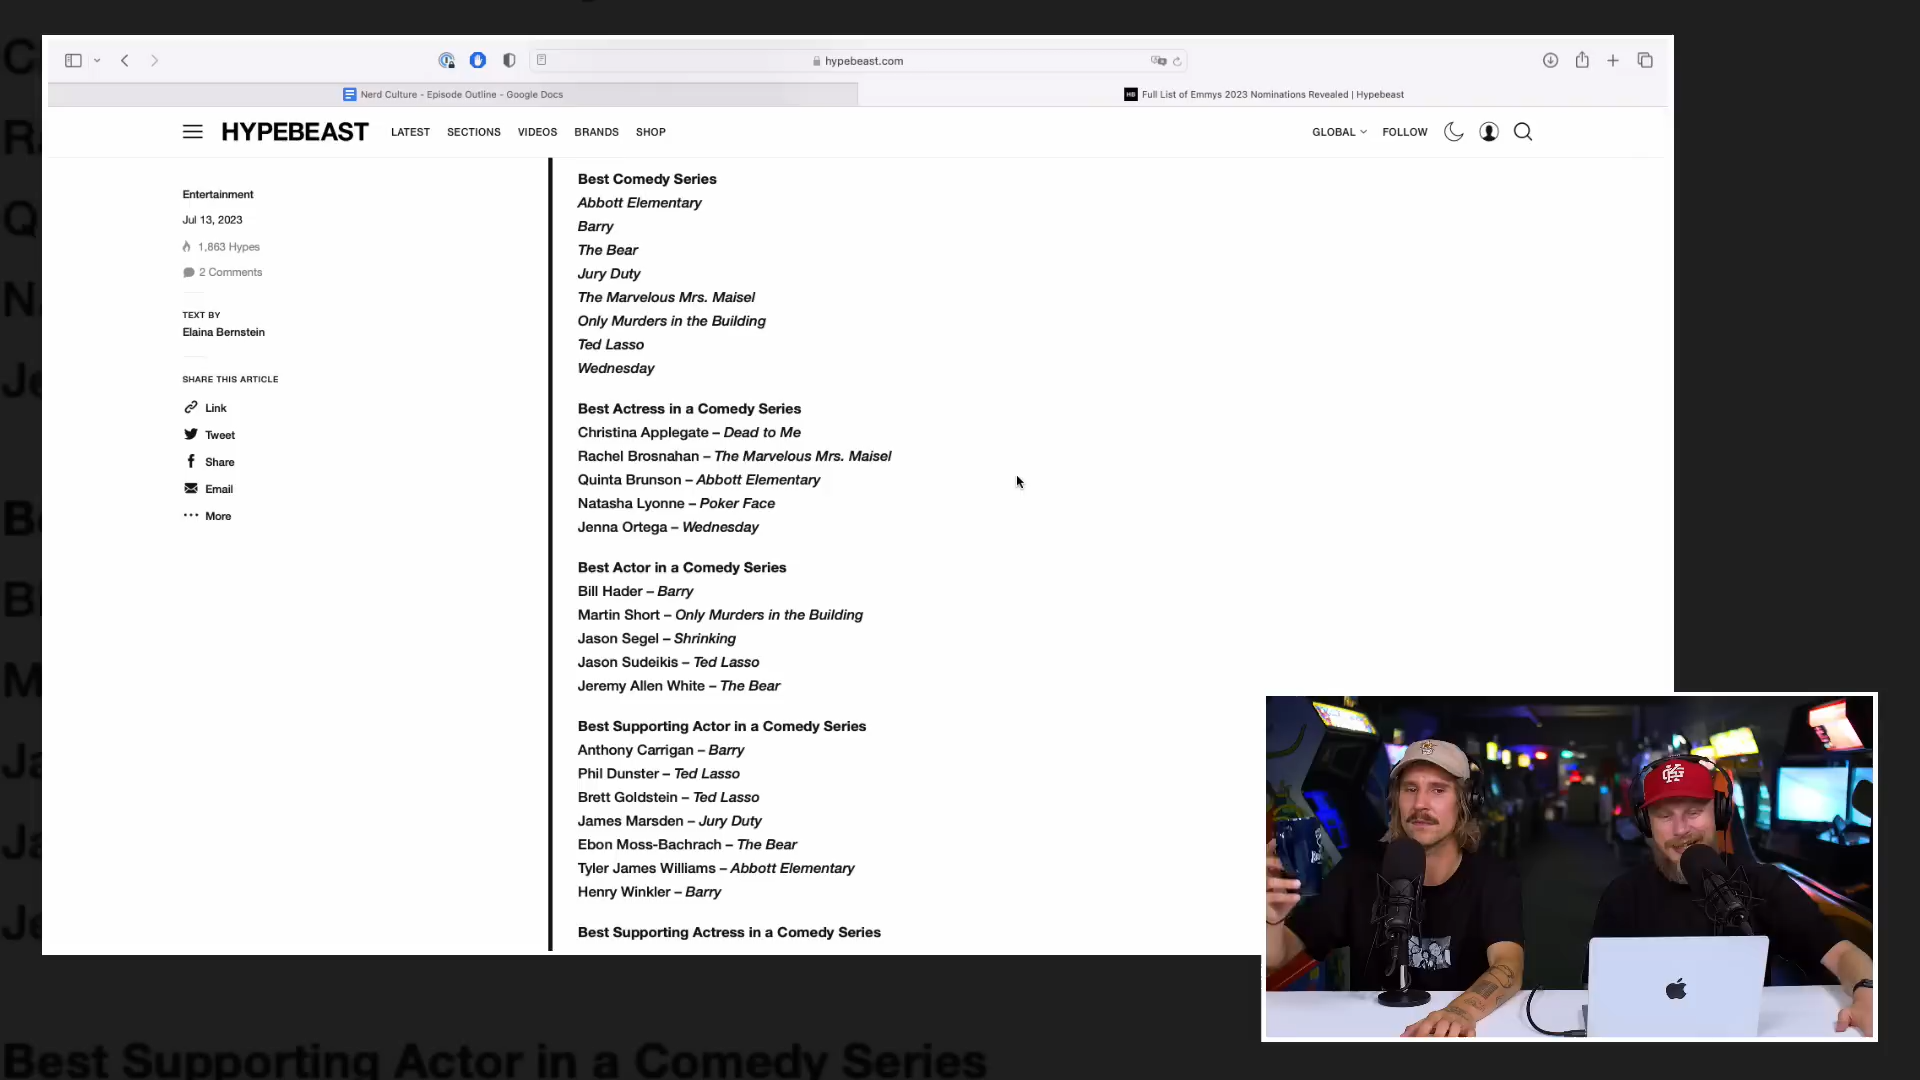 hypebeast.com
Nerd Culture - Episode Outline - Google Docs
Full List of Emmys 2023 Nominations Revealed | Hypebeast
HYPEBEAST
LATEST
SECTIONS
VIDEOS
BRANDS
SHOP
GLOBAL
FOLLOW
Entertainment
Jul 13, 2023
1,863 Hypes
2 Comments
TEXT BY
Elaina Bernstein
SHARE THIS ARTICLE
Link
Tweet
Share
Email
More
Best Comedy Series
Abbott Elementary
Barry
The Bear
Jury Duty
The Marvelous Mrs. Maisel
Only Murders in the Building
Ted Lasso
Wednesday
Best Actress in a Comedy Series
Christina Applegate – Dead to Me
Rachel Brosnahan – The Marvelous Mrs. Maisel
Quinta Brunson – Abbott Elementary
Natasha Lyonne – Poker Face
Jenna Ortega – Wednesday
Best Actor in a Comedy Series
Bill Hader – Barry
Martin Short – Only Murders in the Building
Jason Segel – Shrinking
Jason Sudeikis – Ted Lasso
Jeremy Allen White – The Bear
Best Supporting Actor in a Comedy Series
Anthony Carrigan – Barry
Phil Dunster – Ted Lasso
Brett Goldstein – Ted Lasso
James Marsden – Jury Duty
Ebon Moss-Bachrach – The Bear
Tyler James Williams – Abbott Elementary
Henry Winkler – Barry
Best Supporting Actress in a Comedy Series
Best Supporting Actor in a Comedy Series